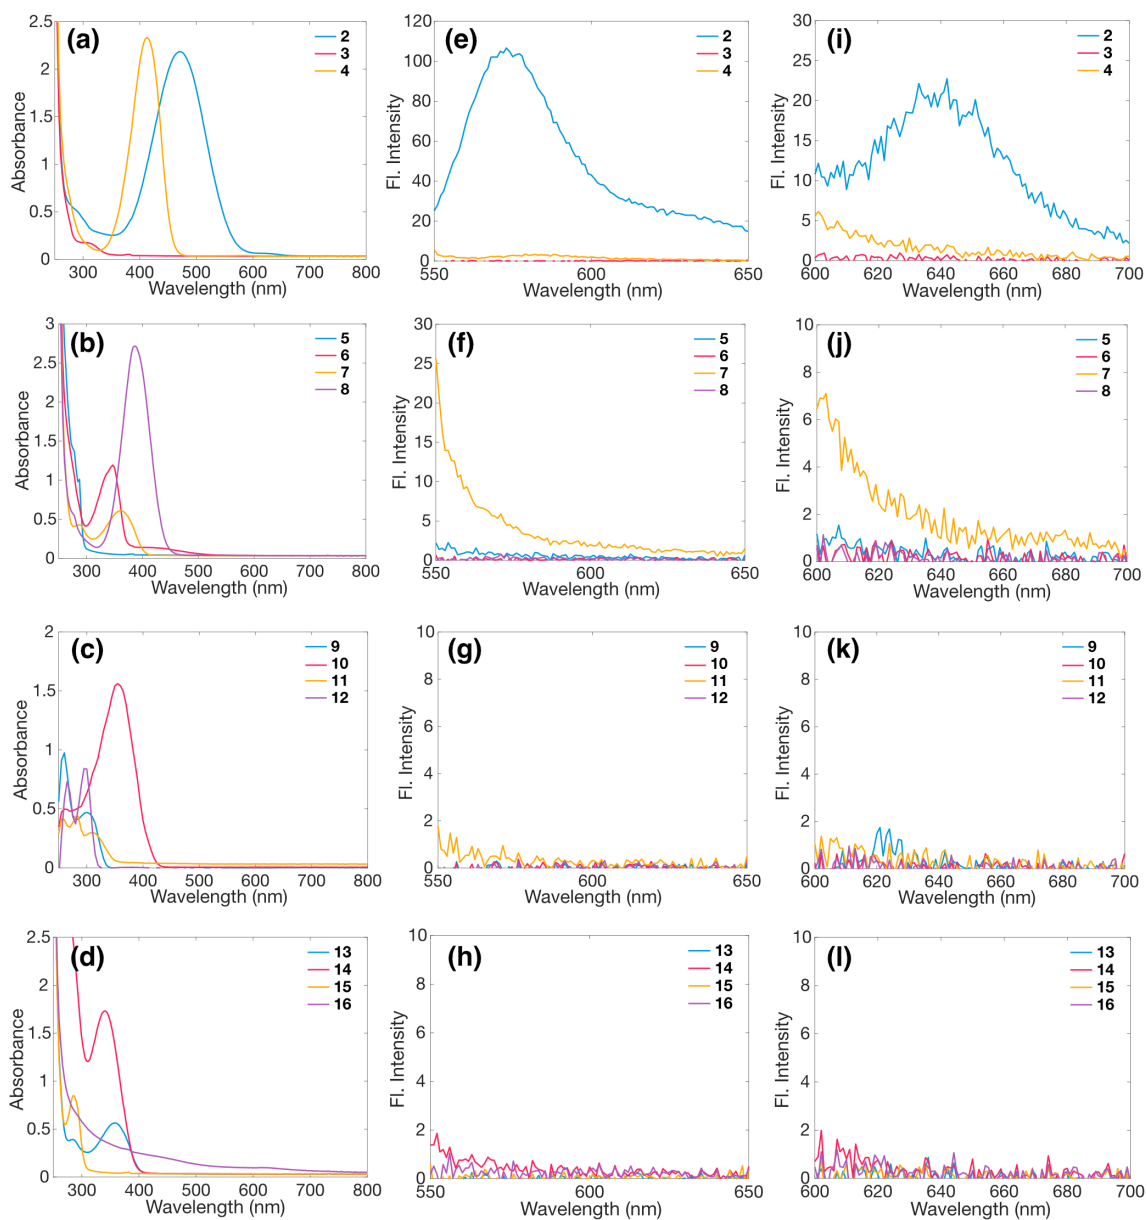 (a)
2
3
4
2.5
2
1.5
1
0.5
0
300 400 500 600 700 800
Absorbance
Wavelength (nm)
(e)
2
3
4
120
100
80
60
40
20
0
550 600 650
Fl. Intensity
Wavelength (nm)
(i)
2
3
4
30
25
20
15
10
5
0
600 620 640 660 680 700
Fl. Intensity
Wavelength (nm)
(b)
5
6
7
8
3
2.5
2
1.5
1
0.5
0
300 400 500 600 700 800
Absorbance
Wavelength (nm)
(f)
5
6
7
8
30
25
20
15
10
5
0
550 600 650
Fl. Intensity
Wavelength (nm)
(j)
5
6
7
8
10
8
6
4
2
0
600 620 640 660 680 700
Fl. Intensity
Wavelength (nm)
(c)
9
10
11
12
2
1.5
1
0.5
0
300 400 500 600 700 800
Absorbance
Wavelength (nm)
(g)
9
10
11
12
10
8
6
4
2
0
550 600 650
Fl. Intensity
Wavelength (nm)
(k)
9
10
11
12
10
8
6
4
2
0
600 620 640 660 680 700
Fl. Intensity
Wavelength (nm)
(d)
13
14
15
16
2.5
2
1.5
1
0.5
0
300 400 500 600 700 800
Absorbance
Wavelength (nm)
(h)
13
14
15
16
10
8
6
4
2
0
550 600 650
Fl. Intensity
Wavelength (nm)
(l)
13
14
15
16
10
8
6
4
2
0
600 620 640 660 680 700
Fl. Intensity
Wavelength (nm)